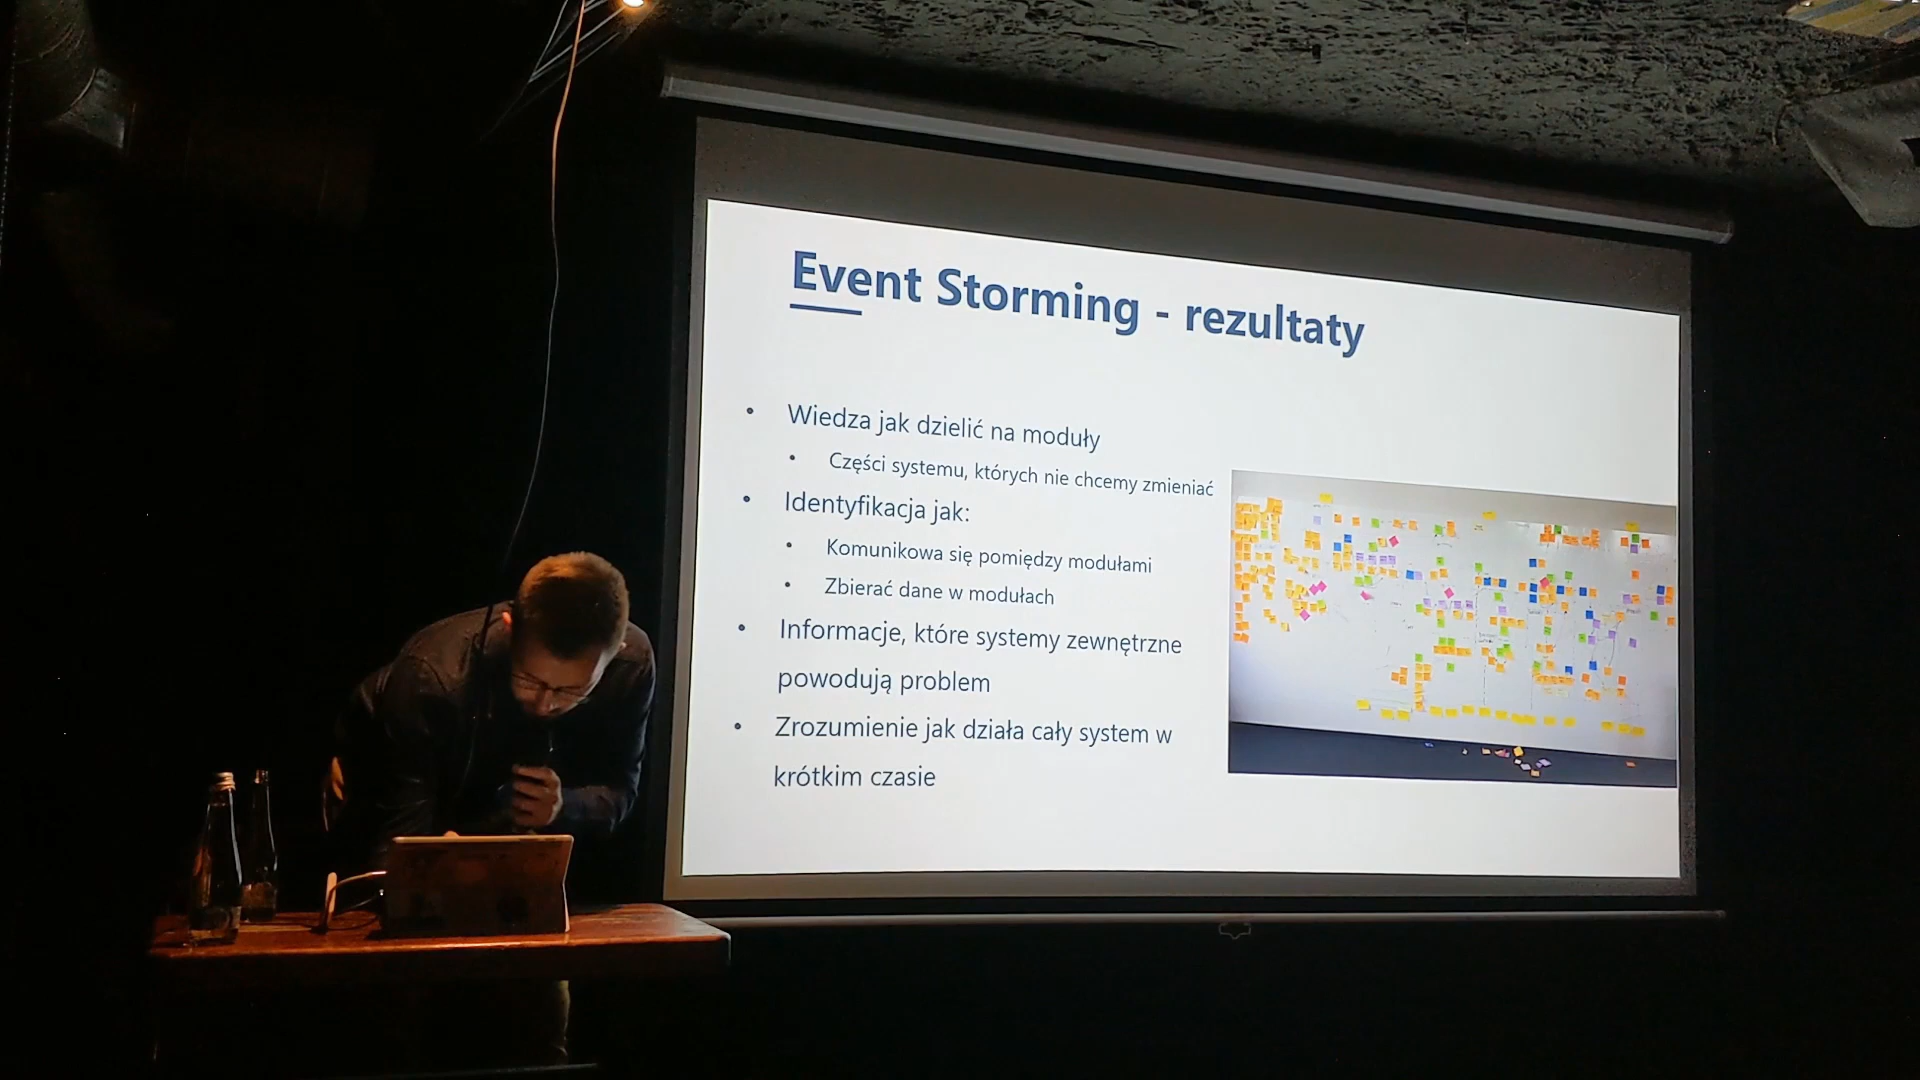 Event Storming - rezultaty
Wiedza jak dzielić na moduły
Części systemu, których nie chcemy zmieniać
Identyfikacja jak:
Komunikowa się pomiędzy modułami
Zbierać dane w modułach
Informacje, które systemy zewnętrzne
powodują problem
Zrozumienie jak działa cały system w
krótkim czasie